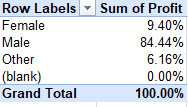 Row Labels Sum of Profit
Female 9.40%
Male 84.44%
Other 6.16%
(blank) 0.00%
Grand Total 100.00%